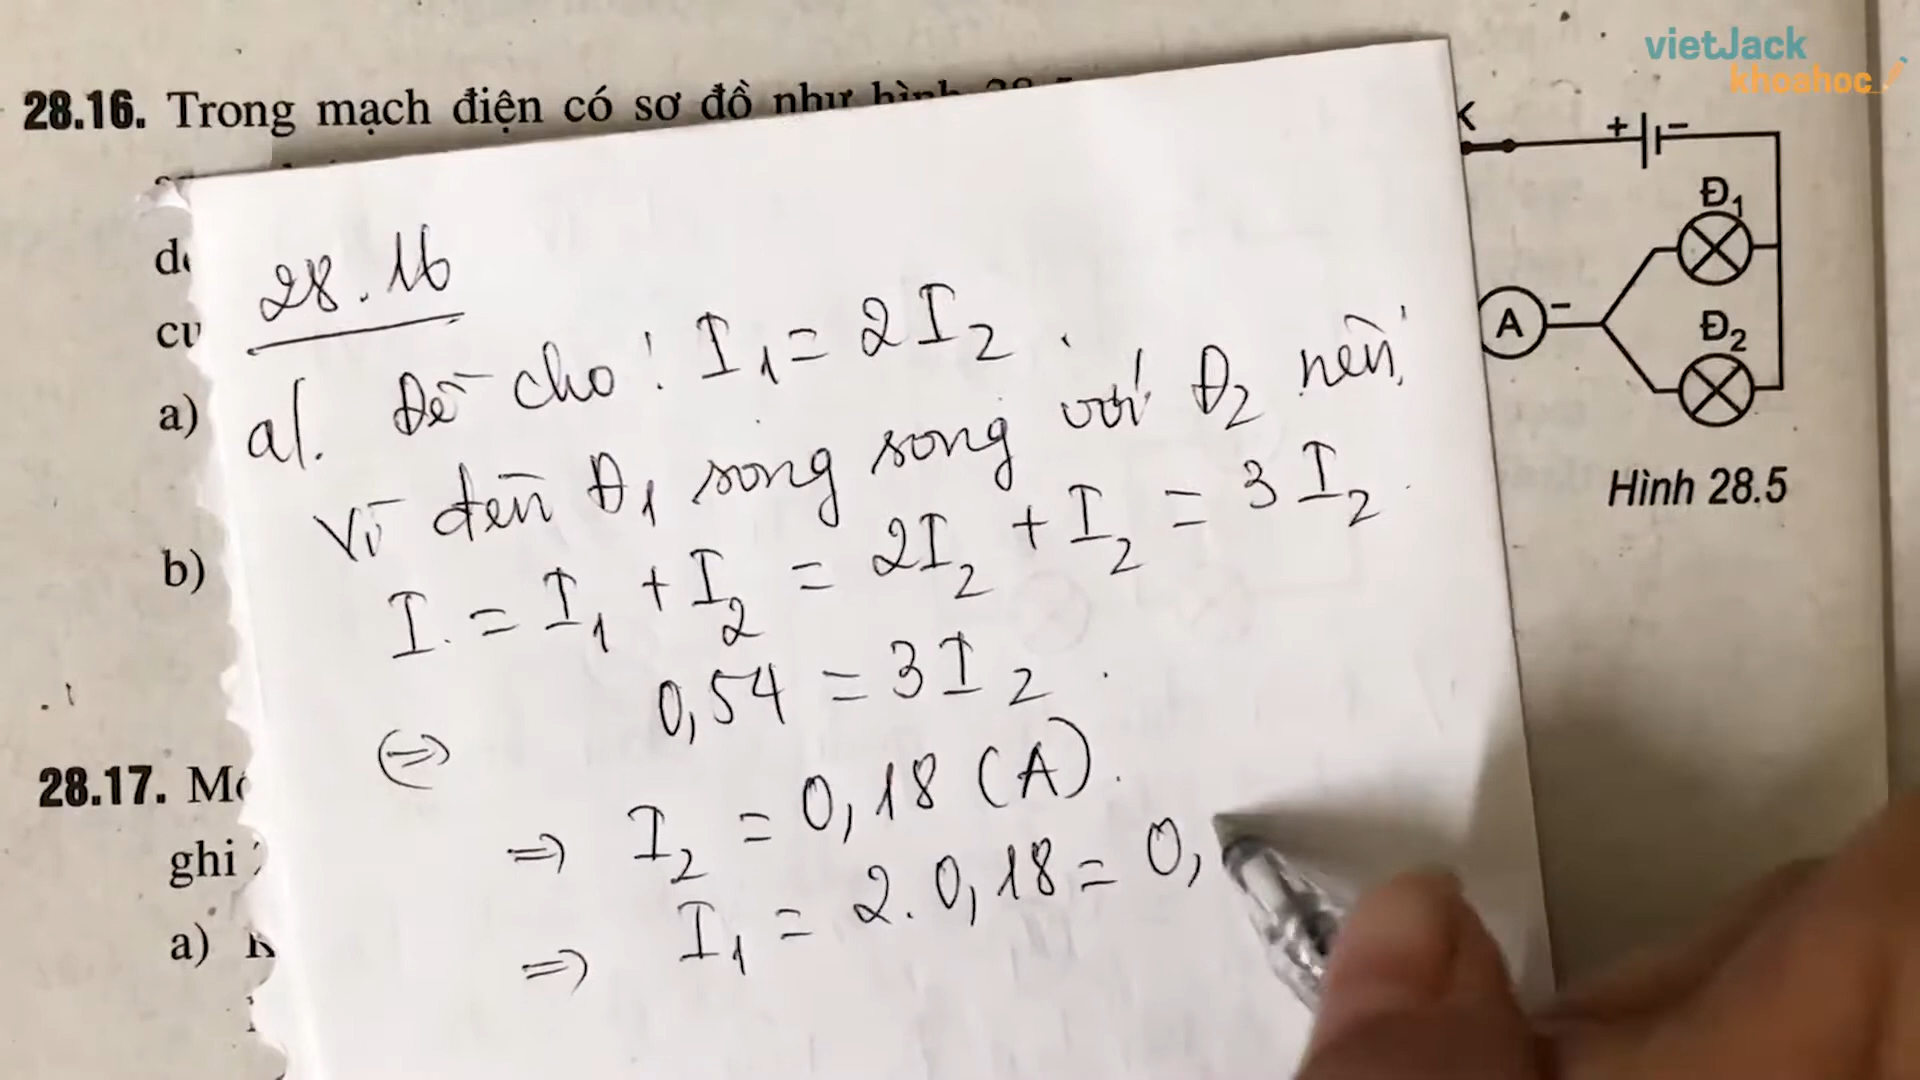 vietJack
khoahoc
28.16. Trong mạch điện có sơ đồ như hình 28.5
K
+ −
Đ1
A −
Đ2
Hình 28.5
a)
b)
28.17.
ghi
a)
28.16
a/. Đề cho: I1 = 2I2.
Vì đèn Đ1 song song với Đ2 nên:
I = I1 + I2 = 2I2 + I2 = 3I2.
(=) 0,54 = 3I2.
=) I2 = 0,18 (A).
=) I1 = 2.0,18 = 0,